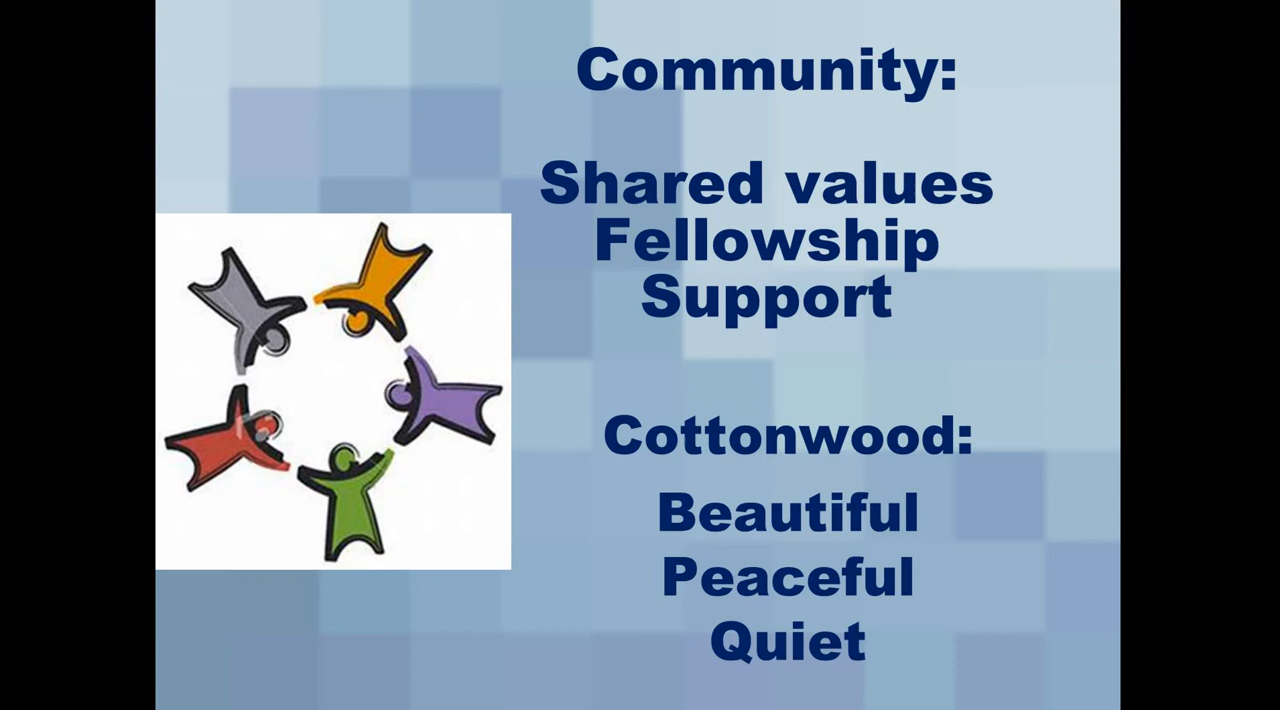 Community:
Shared values
Fellowship
Support
Cottonwood:
Beautiful
Peaceful
Quiet